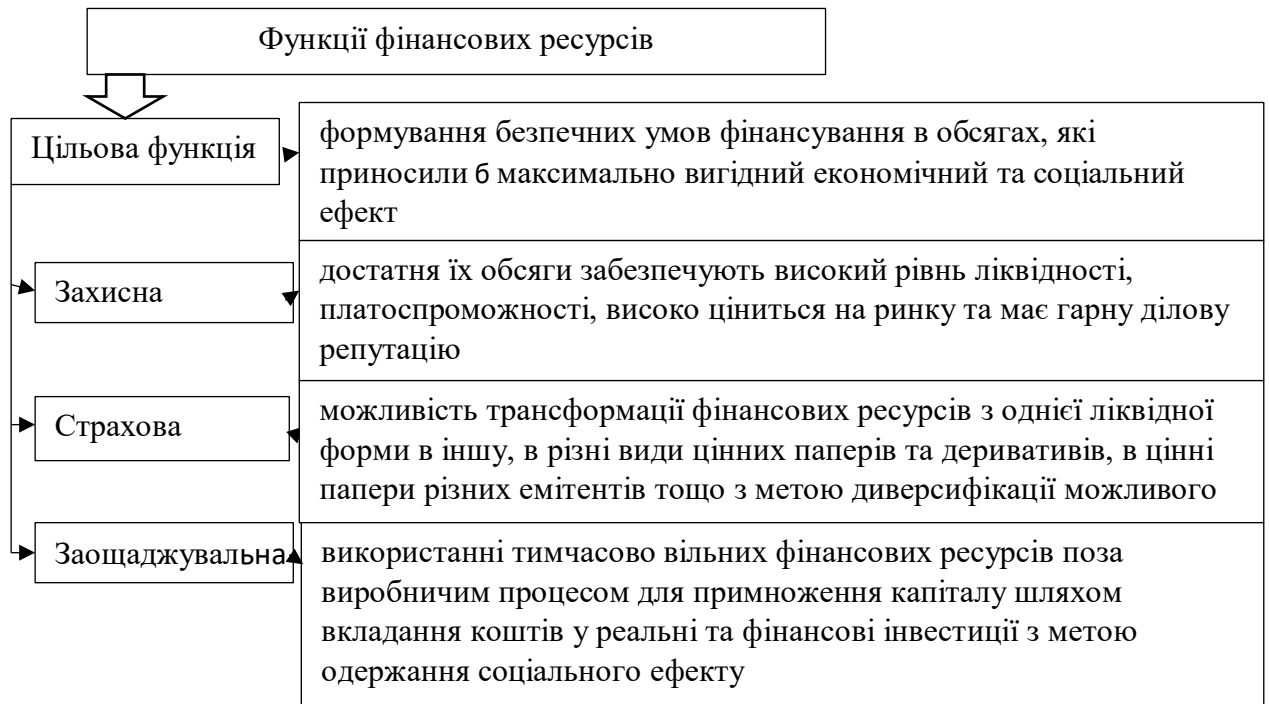 Функції фінансових ресурсів
Цільова функція
формування безпечних умов фінансування в обсягах, які
приносили б максимально вигідний економічний та соціальний
ефект
Захисна
достатня їх обсяги забезпечують високий рівнь ліквідності,
платоспроможності, високо ціниться на ринку та має гарну ділову
репутацію
Страхова
можливість трансформації фінансових ресурсів з однієї ліквідної
форми в іншу, в різні види цінних паперів та деривативів, в цінні
папери різних емітентів тощо з метою диверсифікації можливого
Заощаджувальна
використанні тимчасово вільних фінансових ресурсів поза
виробничим процесом для примноження капіталу шляхом
вкладання коштів у реальні та фінансові інвестиції з метою
одержання соціального ефекту